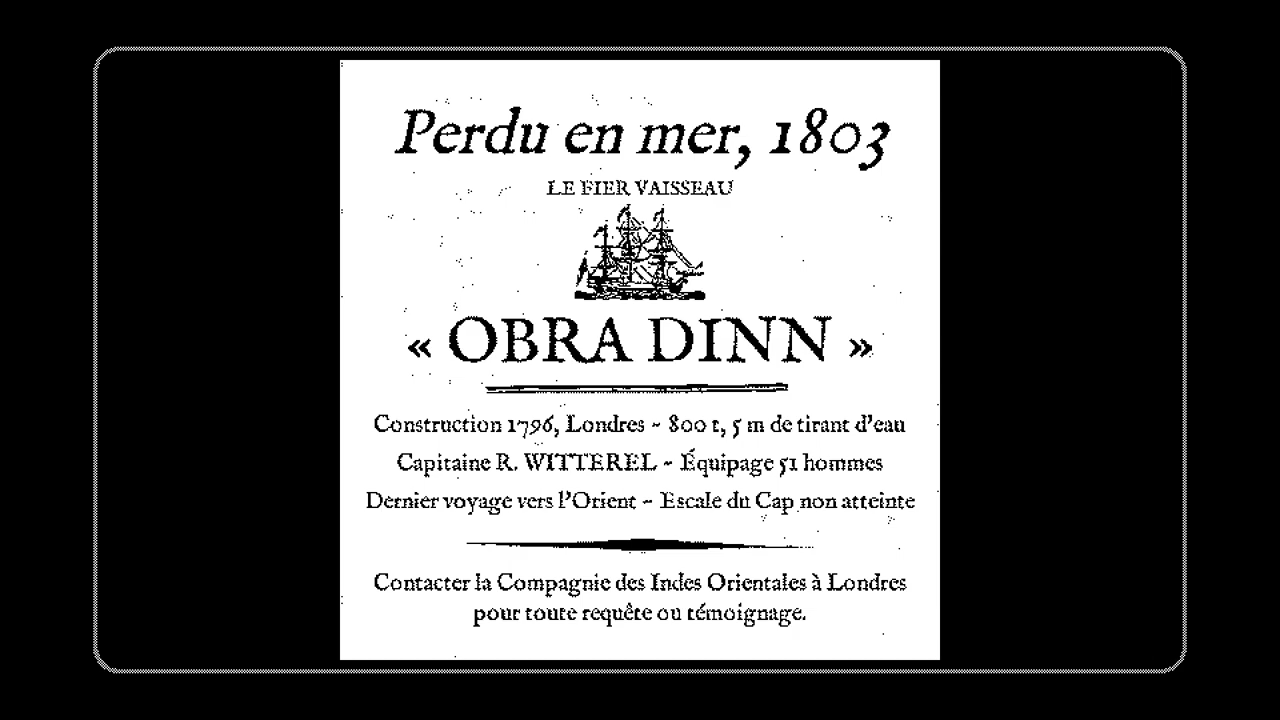 Perdu en mer, 1803
LE FIER VAISSEAU
« OBRA DINN »
Construction 1796, Londres ~ 800 t, 5 m de tirant d'eau
Capitaine R. WITTEREL ~ Équipage 51 hommes
Dernier voyage vers l'Orient ~ Escale du Cap non atteinte
Contacter la Compagnie des Indes Orientales à Londres
pour toute requête ou témoignage.